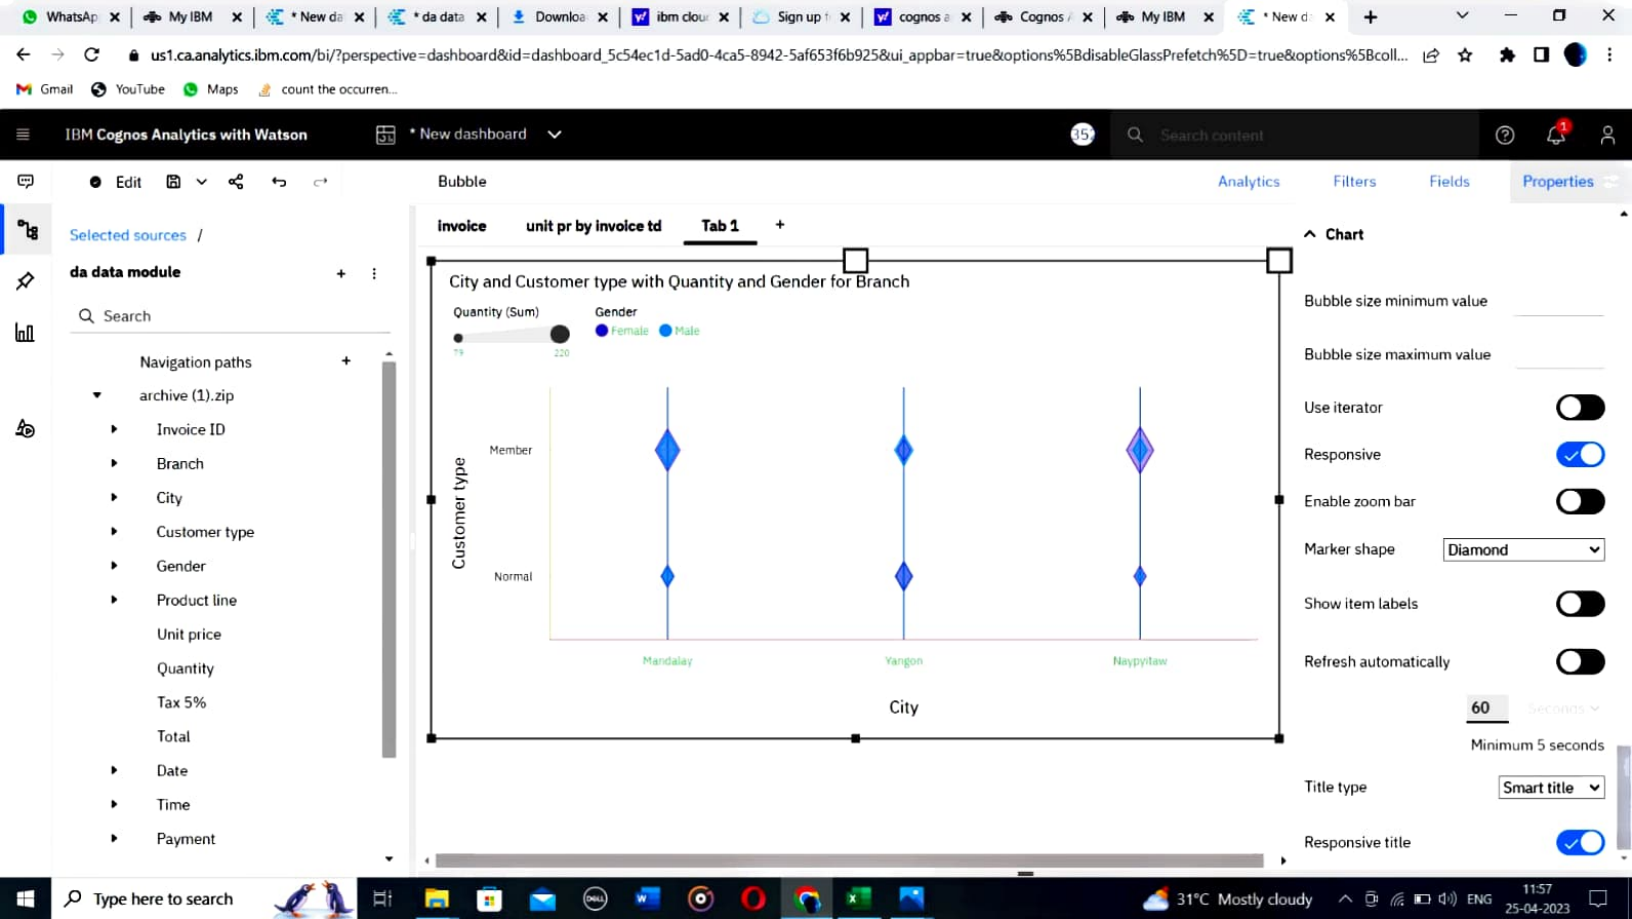 WhatsAp
My IBM
* New da
* da data
Downloa
ibm clou
Sign up f
cognos a
Cognos A
My IBM
* New d
us1.ca.analytics.ibm.com/bi/?perspective=dashboard&id=dashboard_5c54ec1d-5ad0-4ca5-8942-5af653f6b925&ui_appbar=true&options%5BdisableGlassPrefetch%5D=true&options%5Bcoll...
Gmail
YouTube
Maps
count the occurren...
IBM Cognos Analytics with Watson
* New dashboard
Search content
1
Edit
Bubble
Analytics
Filters
Fields
Properties
Selected sources /
da data module
Search
Navigation paths
archive (1).zip
Invoice ID
Branch
City
Customer type
Gender
Product line
Unit price
Quantity
Tax 5%
Total
Date
Time
Payment
invoice
unit pr by invoice td
Tab 1
City and Customer type with Quantity and Gender for Branch
Quantity (Sum)
79
220
Gender
Female
Male
Customer type
Member
Normal
Mandalay
Yangon
Naypyitaw
City
Chart
Bubble size minimum value
Bubble size maximum value
Use iterator
Responsive
Enable zoom bar
Marker shape
Diamond
Show item labels
Refresh automatically
60
Seconds
Minimum 5 seconds
Title type
Smart title
Responsive title
Type here to search
DELL
31°C Mostly cloudy
ENG
11:57
25-04-2023